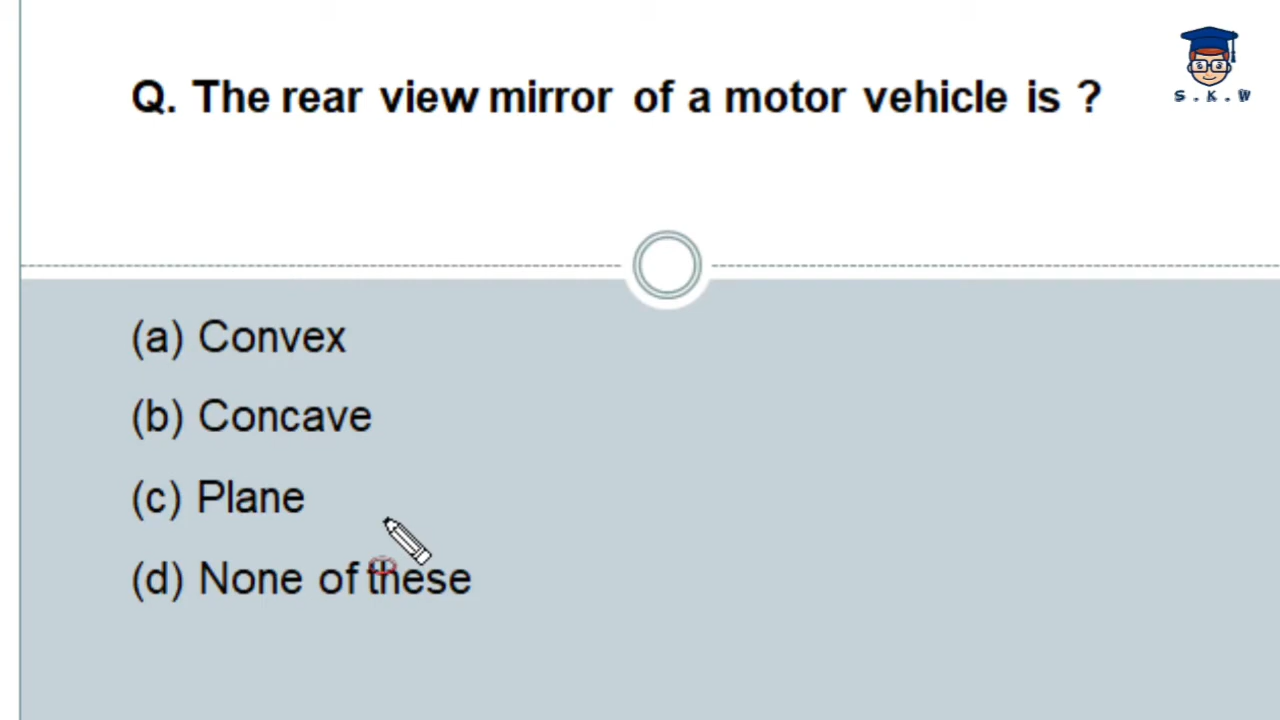 Q. The rear view mirror of a motor vehicle is ?
S . K . W
(a) Convex
(b) Concave
(c) Plane
(d) None of these